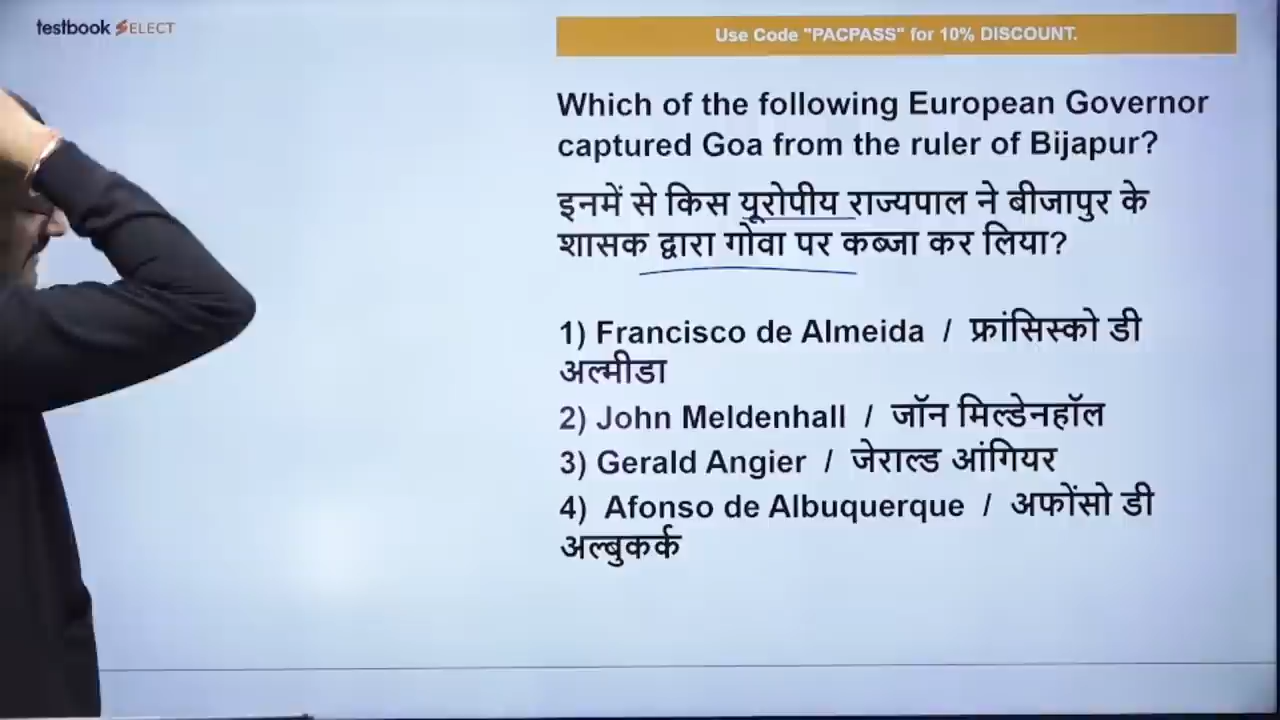 testbook SELECT
Use Code "PACPASS" for 10% DISCOUNT.
Which of the following European Governor
captured Goa from the ruler of Bijapur?
इनमें से किस यूरोपीय राज्यपाल ने बीजापुर के
शासक द्वारा गोवा पर कब्जा कर लिया?
1) Francisco de Almeida / फ्रांसिस्को डी
अल्मीडा
2) John Meldenhall / जॉन मिल्डेनहॉल
3) Gerald Angier / जेराल्ड आंगियर
4) Afonso de Albuquerque / अफोंसो डी
अल्बुकर्क